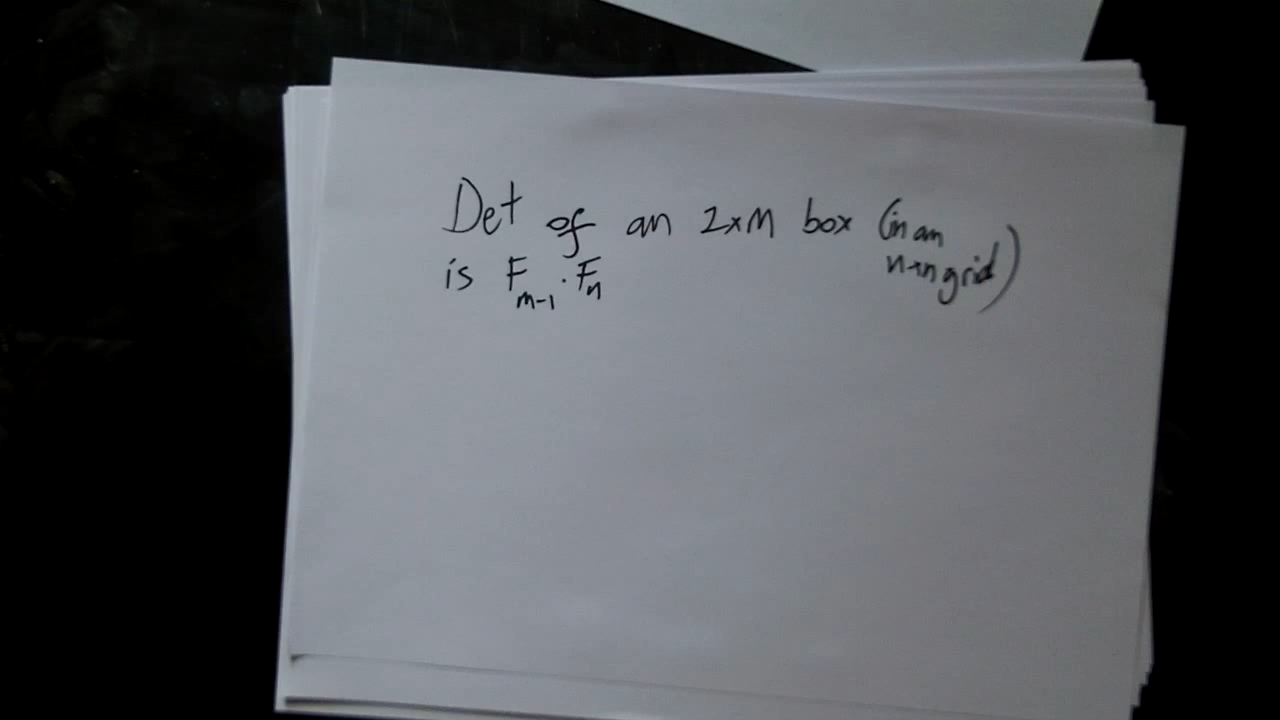 Det of an 2xM box (in an
n→n grid)
is F_{m-1} · F_n